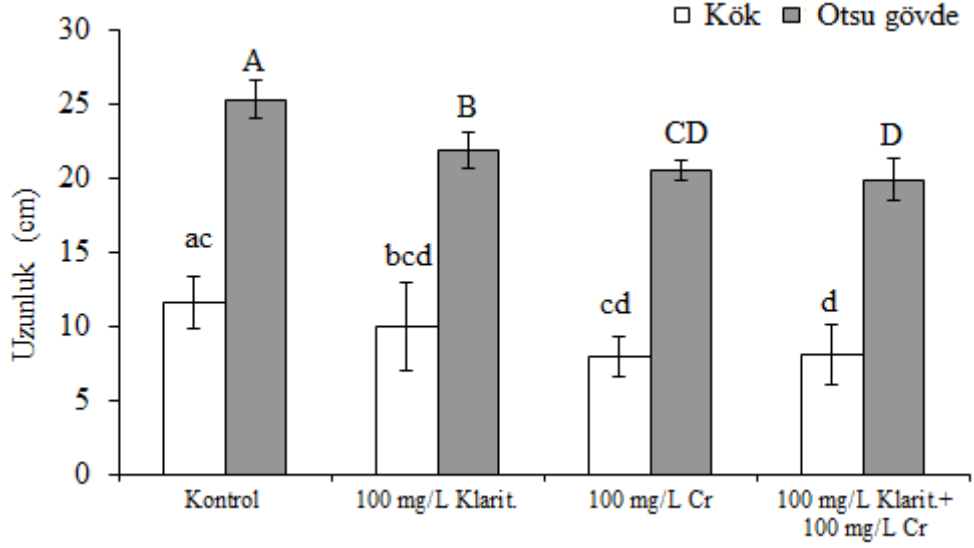 Kök Otsu gövde
30
25
20
15
10
5
0
Uzunluk (cm)
A
B
CD
D
ac
bcd
cd
d
Kontrol
100 mg/L Klarit.
100 mg/L Cr
100 mg/L Klarit.+
100 mg/L Cr